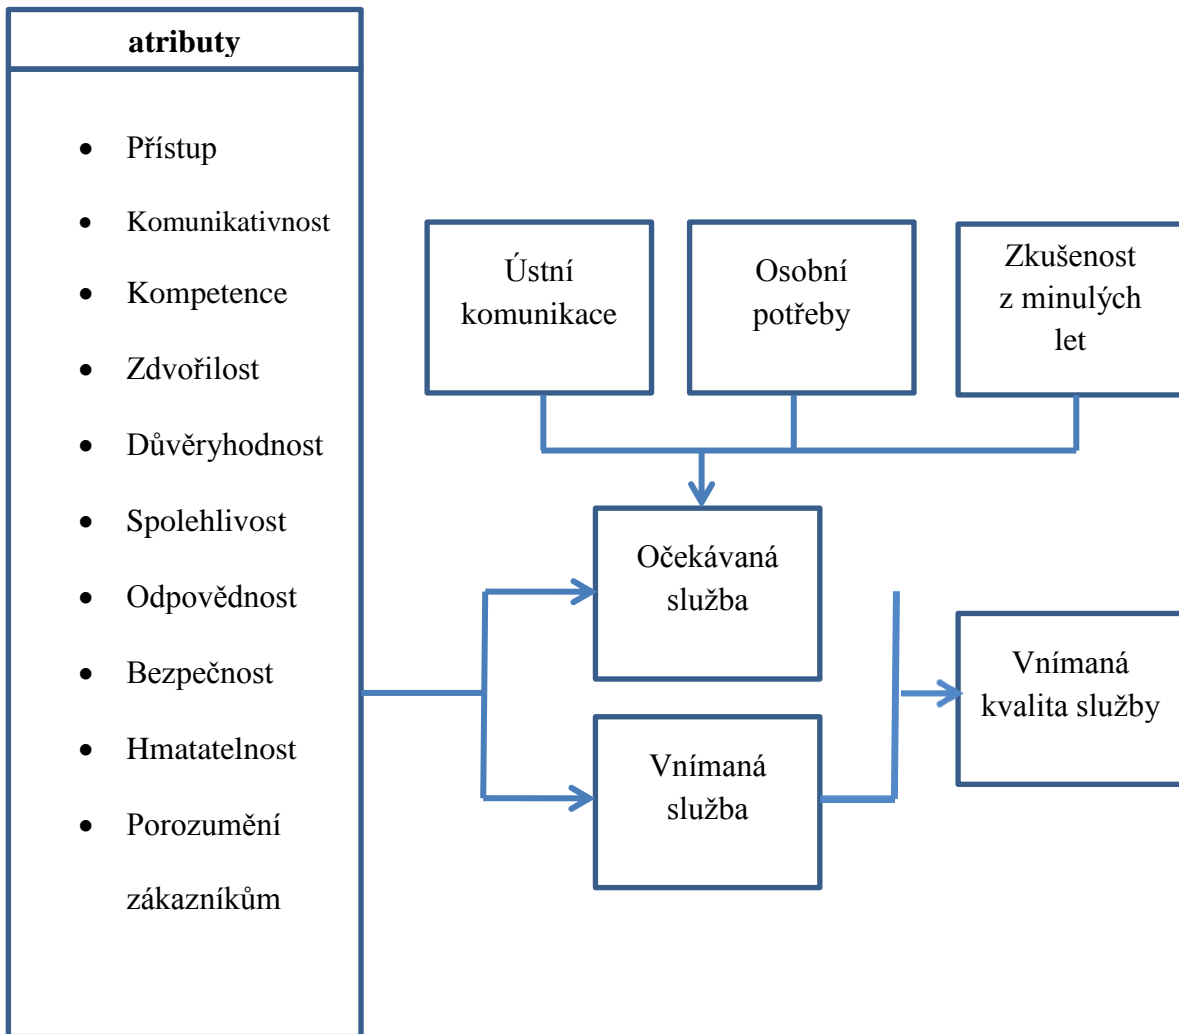 atributy
• Přístup
• Komunikativnost
• Kompetence
• Zdvořilost
• Důvěryhodnost
• Spolehlivost
• Odpovědnost
• Bezpečnost
• Hmatatelnost
• Porozumění
zákazníkům
Ústní
komunikace
Osobní
potřeby
Zkušenost
z minulých
let
Očekávaná
služba
Vnímaná
služba
Vnímaná
kvalita služby